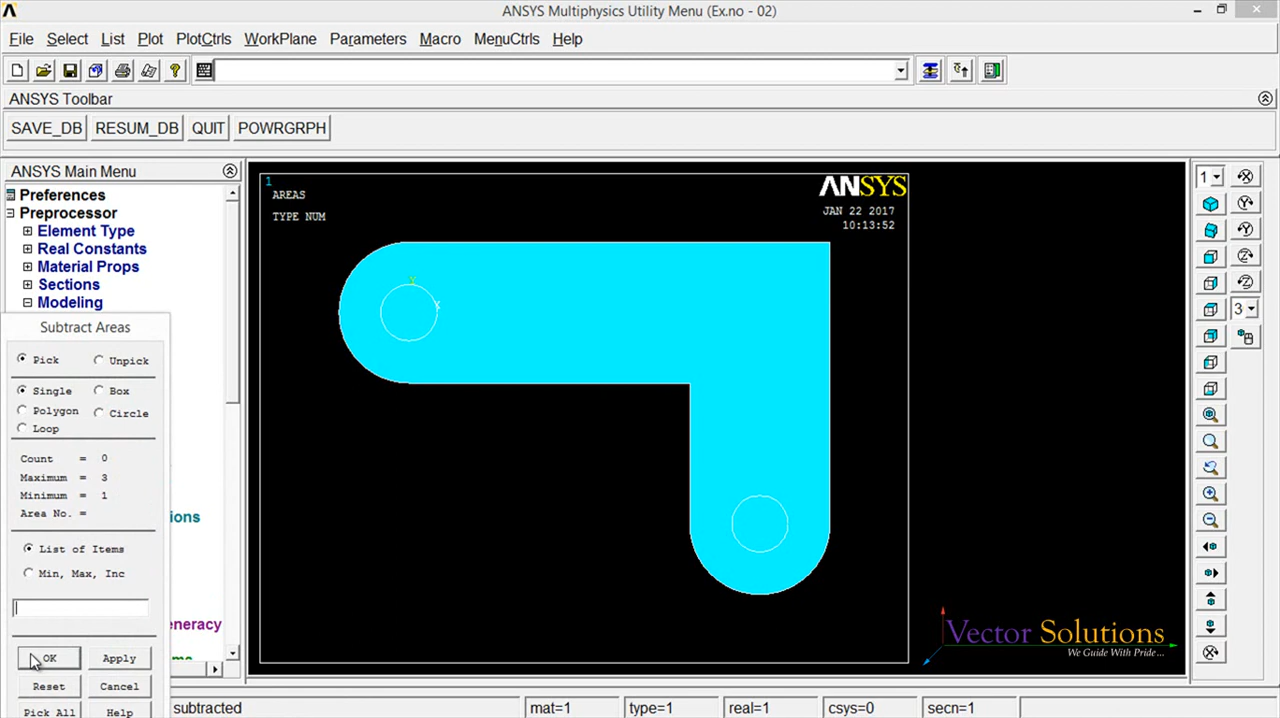 ANSYS Multiphysics Utility Menu (Ex.no - 02)
File Select List Plot PlotCtrls WorkPlane Parameters Macro MenuCtrls Help
ANSYS Toolbar
SAVE_DB RESUM_DB QUIT POWRGRPH
ANSYS Main Menu
Preferences
Preprocessor
Element Type
Real Constants
Material Props
Sections
Modeling
Subtract Areas
Pick Unpick
Single Box
Polygon Circle
Loop
Count = 0
Maximum = 3
Minimum = 1
Area No. =
List of Items
Min, Max, Inc
OK Apply
Reset Cancel
Pick All Help
ions
eneracy
1
AREAS
TYPE NUM
ANSYS
JAN 22 2017
10:13:52
Y
X
1
3
Vector Solutions
We Guide With Pride...
subtracted mat=1 type=1 real=1 csys=0 secn=1